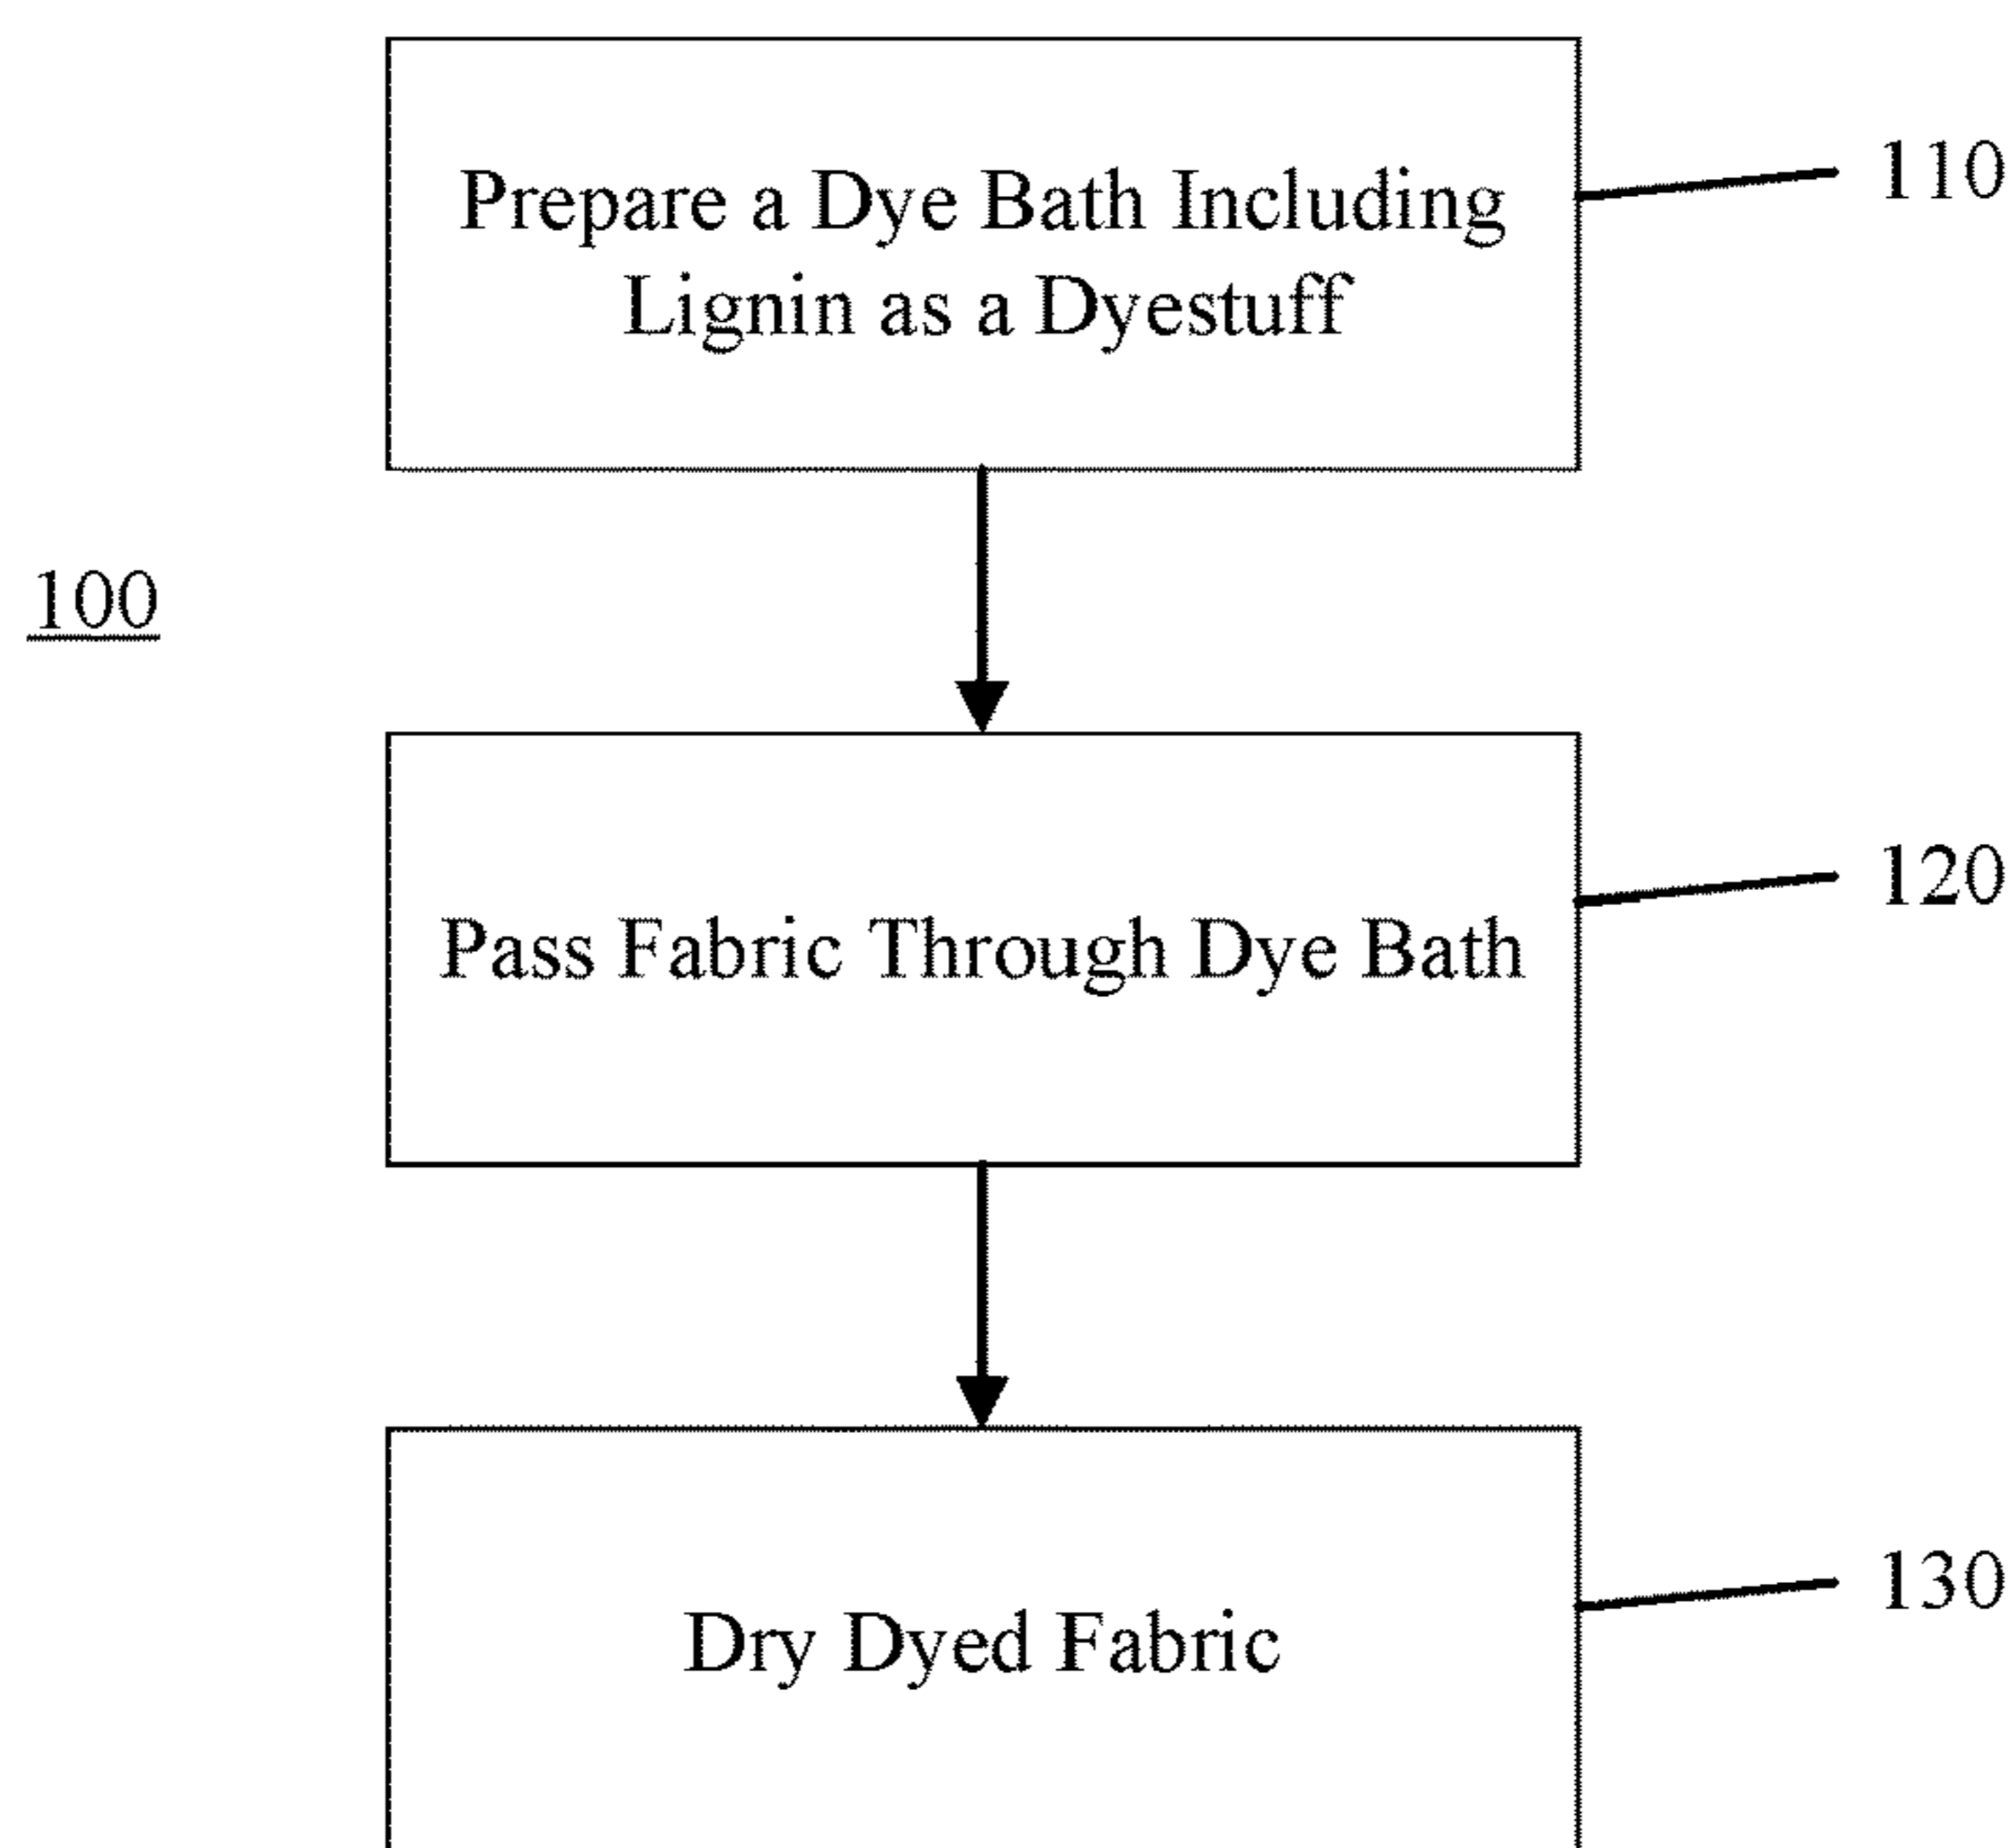 Prepare a Dye Bath Including
Lignin as a Dyestuff
110
100
Pass Fabric Through Dye Bath
120
Dry Dyed Fabric
130